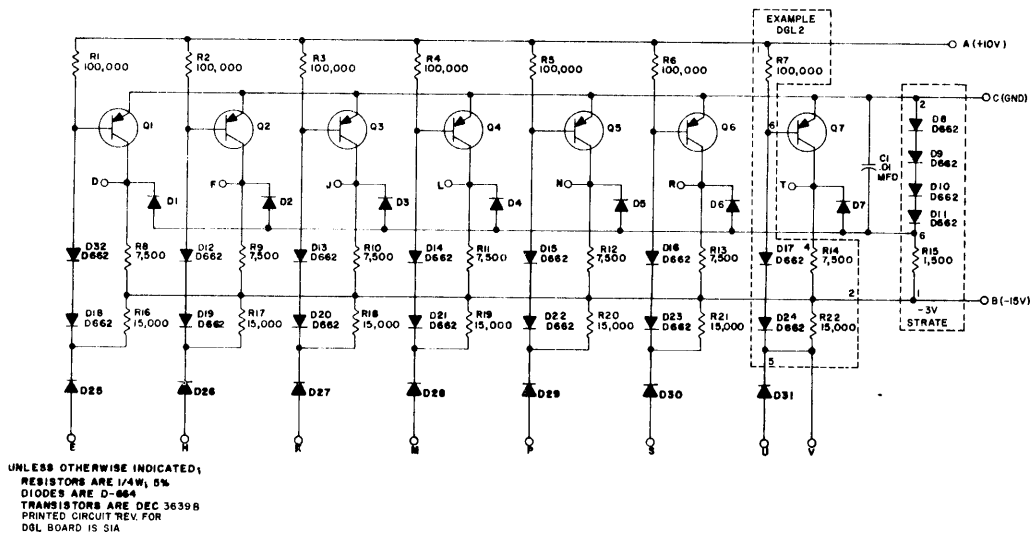 EXAMPLE
DGL 2
A (+10V)
1
R1
100,000
R2
100,000
R3
100,000
R4
100,000
R5
100,000
R6
100,000
R7
100,000
C (GND)
2
Q1
Q2
Q3
Q4
Q5
Q6
6
Q7
C1
.01
MFD
D8
D662
D9
D662
D10
D662
D11
D662
6
D
F
J
L
N
R
T
D1
D2
D3
D4
D5
D6
D7
D32
D662
R8
7,500
D12
D662
R9
7,500
D13
D662
R10
7,500
D14
D662
R11
7,500
D15
D662
R12
7,500
D16
D662
R13
7,500
D17
D662
4
R14
7,500
R15
1,500
2
1
B (-15V)
D18
D662
R16
15,000
D19
D662
R17
15,000
D20
D662
R18
15,000
D21
D662
R19
15,000
D22
D662
R20
15,000
D23
D662
R21
15,000
D24
D662
R22
15,000
-3V
STRATE
5
D25
D26
D27
D28
D29
D30
D31
E
H
K
M
P
S
U
V
UNLESS OTHERWISE INDICATED;
RESISTORS ARE 1/4W; 5%
DIODES ARE D-664
TRANSISTORS ARE DEC 3639B
PRINTED CIRCUIT REV. FOR
DGL BOARD IS SIA